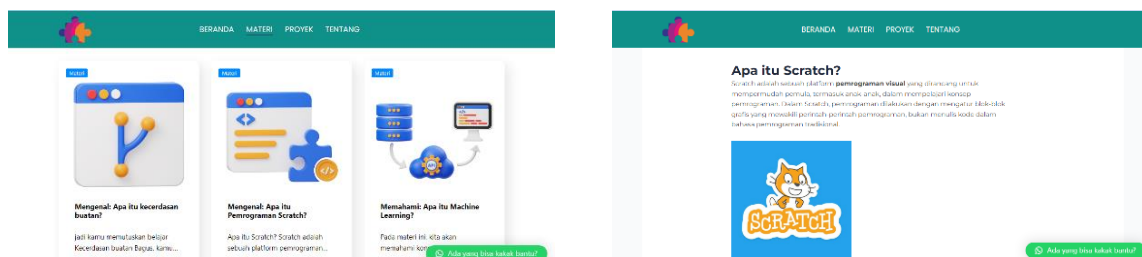 BERANDA MATERI PROYEK TENTANG
Materi
Materi
Materi
Mengenal: Apa itu kecerdasan
buatan?
jadi kamu memutuskan belajar
Kecerdasan buatan Bagus, kamu...
Mengenal: Apa itu
Pemrograman Scratch?
Apa itu Scratch? Scratch adalah
sebuah platform pemrograman...
Memahami: Apa itu Machine
Learning?
Pada materi ini, kita akan
memahami
Ada yang bisa kakak bantu?
BERANDA MATERI PROYEK TENTANG
Apa itu Scratch?
Scratch adalah sebuah platform pemrograman visual yang dirancang untuk
mempermudah pemula, termasuk anak-anak, dalam mempelajari konsep
pemrograman. Dalam Scratch, pemrograman dilakukan dengan mengatur blok-blok
grafis yang mewakili perintah-perintah pemrograman, bukan menulis kode dalam
bahasa pemrograman tradisional.
SCRATCH
Ada yang bisa kakak bantu?